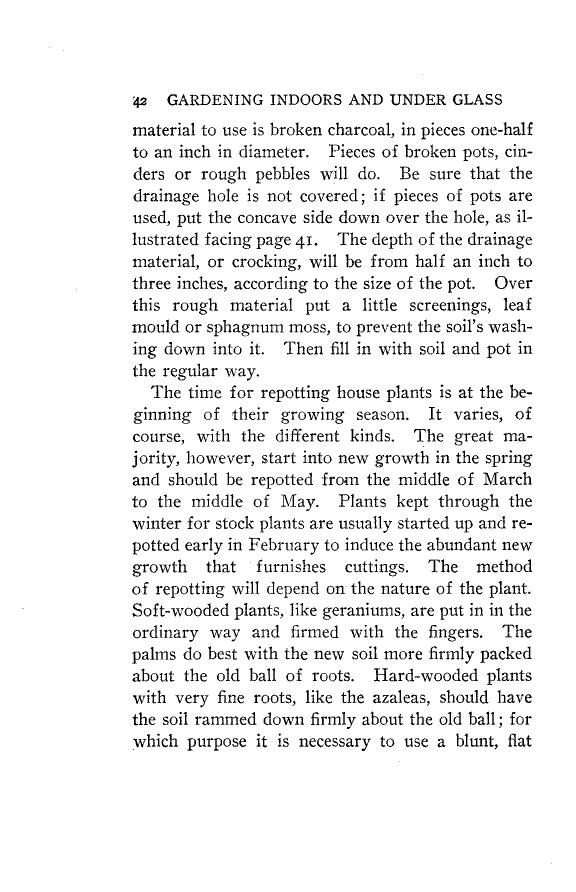 42 GARDENING INDOORS AND UNDER GLASS
material to use is broken charcoal, in pieces one-half
to an inch in diameter. Pieces of broken pots, cin-
ders or rough pebbles will do. Be sure that the
drainage hole is not covered; if pieces of pots are
used, put the concave side down over the hole, as il-
lustrated facing page 41. The depth of the drainage
material, or crocking, will be from half an inch to
three inches, according to the size of the pot. Over
this rough material put a little screenings, leaf
mould or sphagnum moss, to prevent the soil's wash-
ing down into it. Then fill in with soil and pot in
the regular way.
The time for repotting house plants is at the be-
ginning of their growing season. It varies, of
course, with the different kinds. The great ma-
jority, however, start into new growth in the spring
and should be repotted from the middle of March
to the middle of May. Plants kept through the
winter for stock plants are usually started up and re-
potted early in February to induce the abundant new
growth that furnishes cuttings. The method
of repotting will depend on the nature of the plant.
Soft-wooded plants, like geraniums, are put in in the
ordinary way and firmed with the fingers. The
palms do best with the new soil more firmly packed
about the old ball of roots. Hard-wooded plants
with very fine roots, like the azaleas, should have
the soil rammed down firmly about the old ball; for
which purpose it is necessary to use a blunt, flat